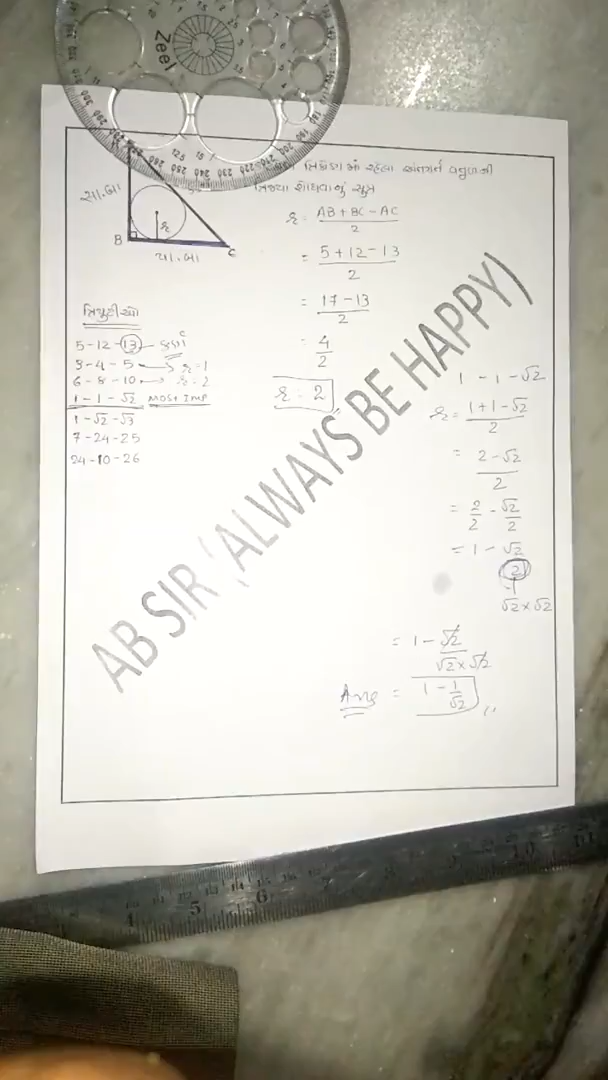 Zeel
ત્રિકોણમાં રહેલા અંતર્ગત વર્તુળની
ત્રિજ્યા શોધવાનું સૂત્ર
સા.બા
B
C
પા.બા
r
r = AB + BC - AC / 2
= 5 + 12 - 13 / 2
= 17 - 13 / 2
= 4 / 2
r = 2
5 - 12 - 13 - કર્ણ
3 - 4 - 5 → r = 1
6 - 8 - 10 → r = 2
1 - 1 - √2 MOST IMP
1 - √2 - √3
7 - 24 - 25
24 - 10 - 26
1 - 1 - √2
r = 1 + 1 - √2 / 2
= 2 - √2 / 2
= 2/2 - √2/2
= 1 - √2 / 2
√2 × √2
= 1 - √2 / √2 × √2
Ans = 1 - 1/√2
AB SIR (ALWAYS BE HAPPY)
4 5 6 7